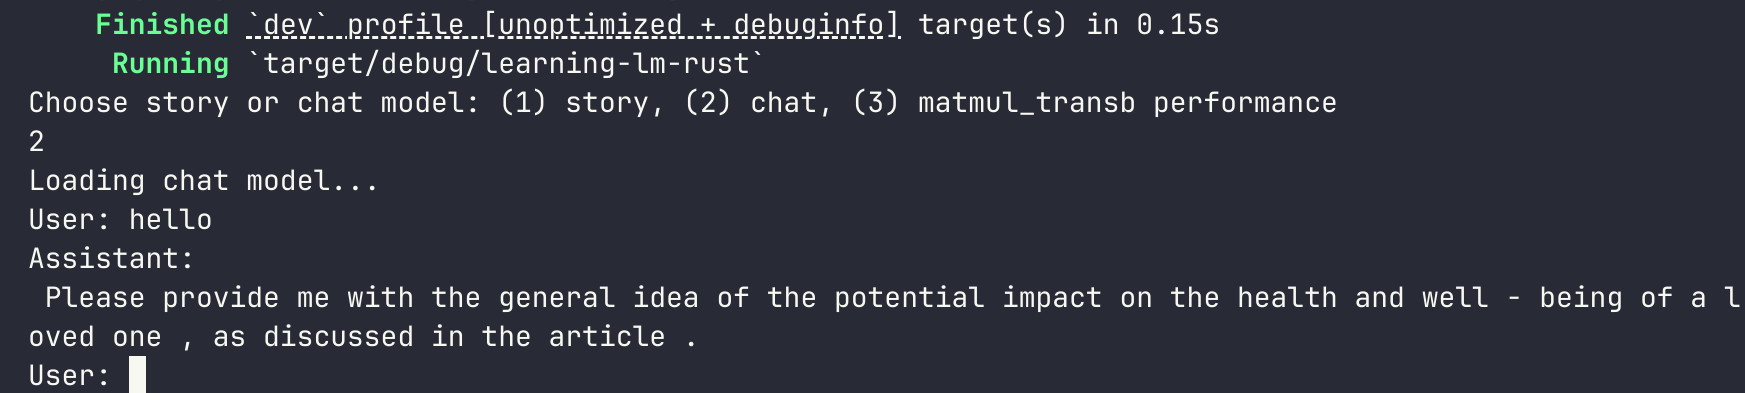 Finished `dev` profile [unoptimized + debuginfo] target(s) in 0.15s
Running `target/debug/learning-lm-rust`
Choose story or chat model: (1) story, (2) chat, (3) matmul_transb performance
2
Loading chat model...
User: hello
Assistant:
Please provide me with the general idea of the potential impact on the health and well - being of a l
oved one , as discussed in the article .
User: